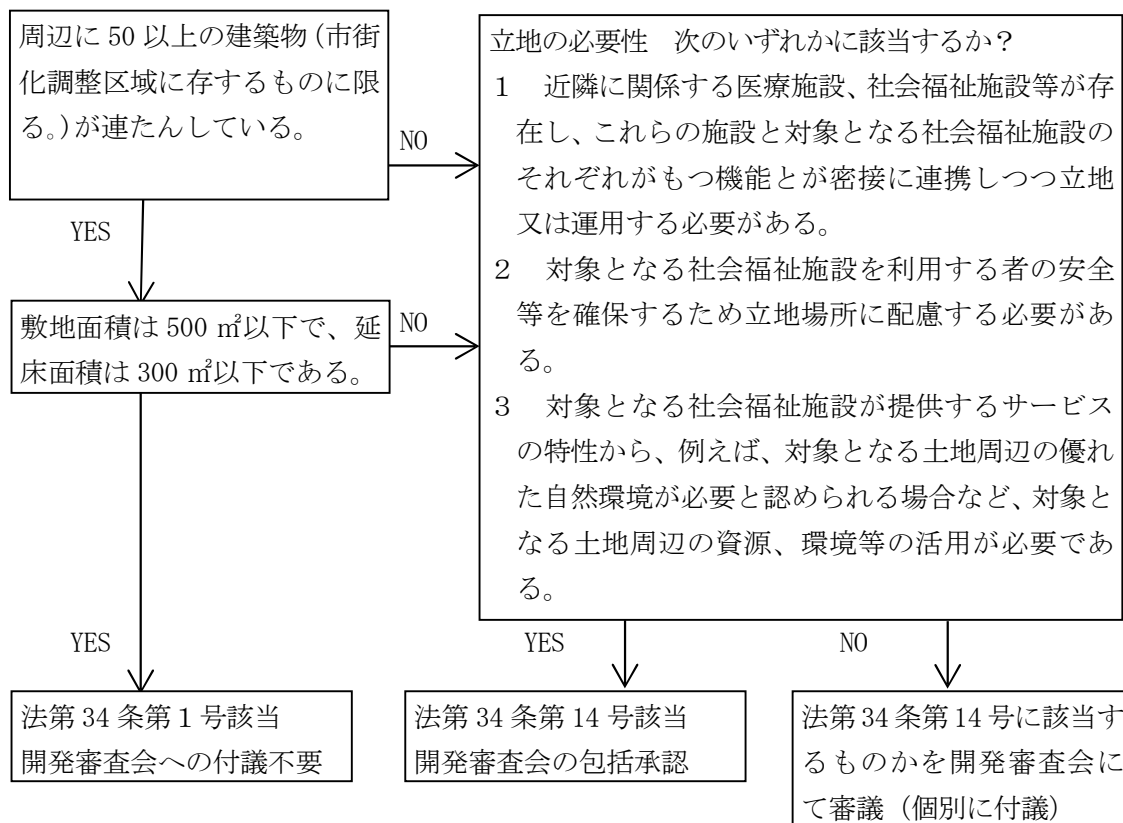 周辺に 50 以上の建築物(市街
化調整区域に存するものに限
る。)が連たんしている。
NO
YES
敷地面積は 500 ㎡以下で、延
床面積は 300 ㎡以下である。
NO
立地の必要性 次のいずれかに該当するか?
1 近隣に関係する医療施設、社会福祉施設等が存
在し、これらの施設と対象となる社会福祉施設の
それぞれがもつ機能とが密接に連携しつつ立地
又は運用する必要がある。
2 対象となる社会福祉施設を利用する者の安全
等を確保するため立地場所に配慮する必要があ
る。
3 対象となる社会福祉施設が提供するサービス
の特性から、例えば、対象となる土地周辺の優れ
た自然環境が必要と認められる場合など、対象と
なる土地周辺の資源、環境等の活用が必要であ
る。
YES
YES
NO
法第 34 条第 1 号該当
開発審査会への付議不要
法第 34 条第 14 号該当
開発審査会の包括承認
法第 34 条第 14 号に該当す
るものかを開発審査会に
て審議(個別に付議)